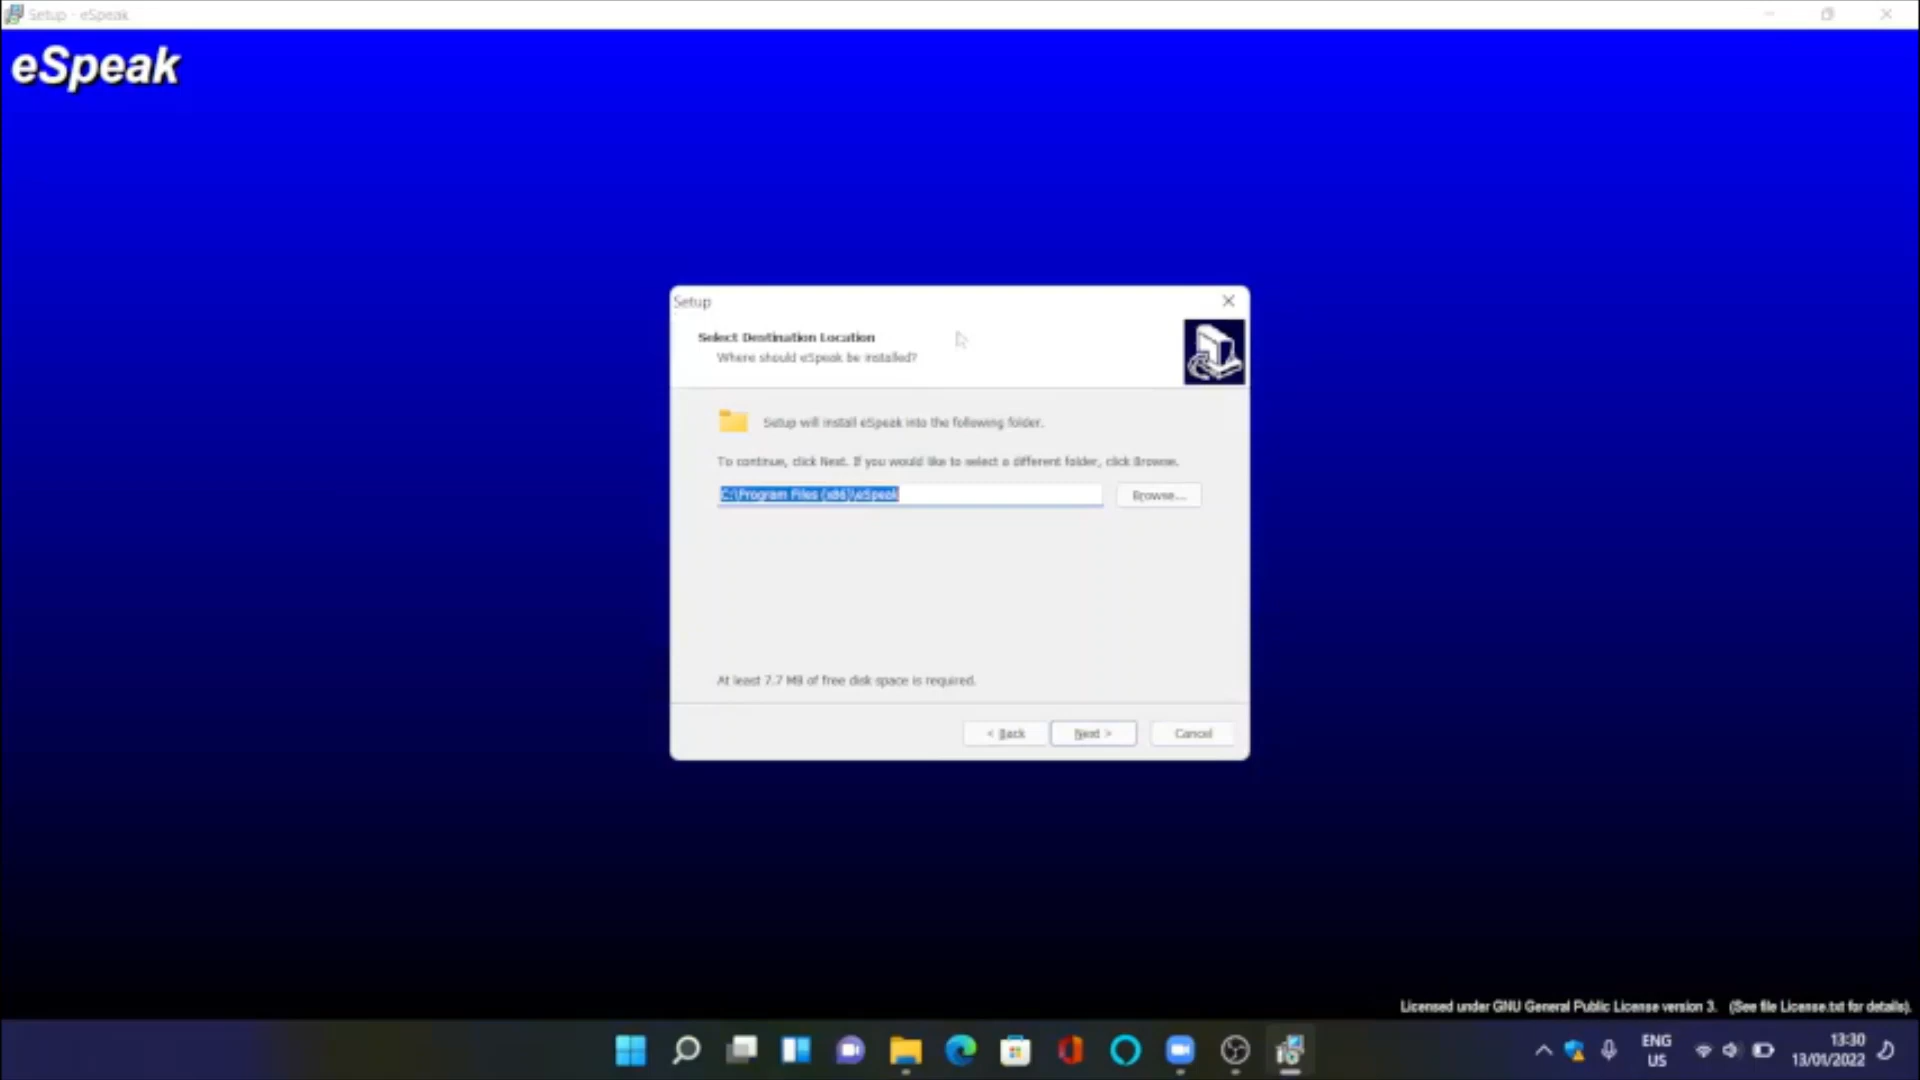 Setup - eSpeak
eSpeak
Setup
Select Destination Location
Where should eSpeak be installed?
Setup will install eSpeak into the following folder.
To continue, click Next. If you would like to select a different folder, click Browse.
C:\Program Files (x86)\eSpeak
Browse...
At least 7.7 MB of free disk space is required.
< Back
Next >
Cancel
Licensed under GNU General Public License version 3. (See file License.txt for details).
ENG
US
13:30
13/01/2022